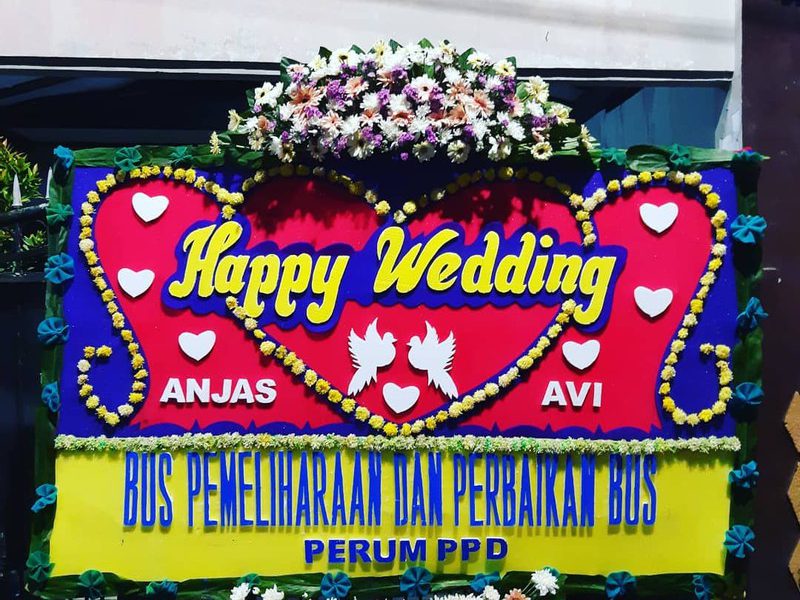 Happy Wedding
ANJAS AVI
BUS PEMELIHARAAN DAN PERBAIKAN BUS
PERUM PPD